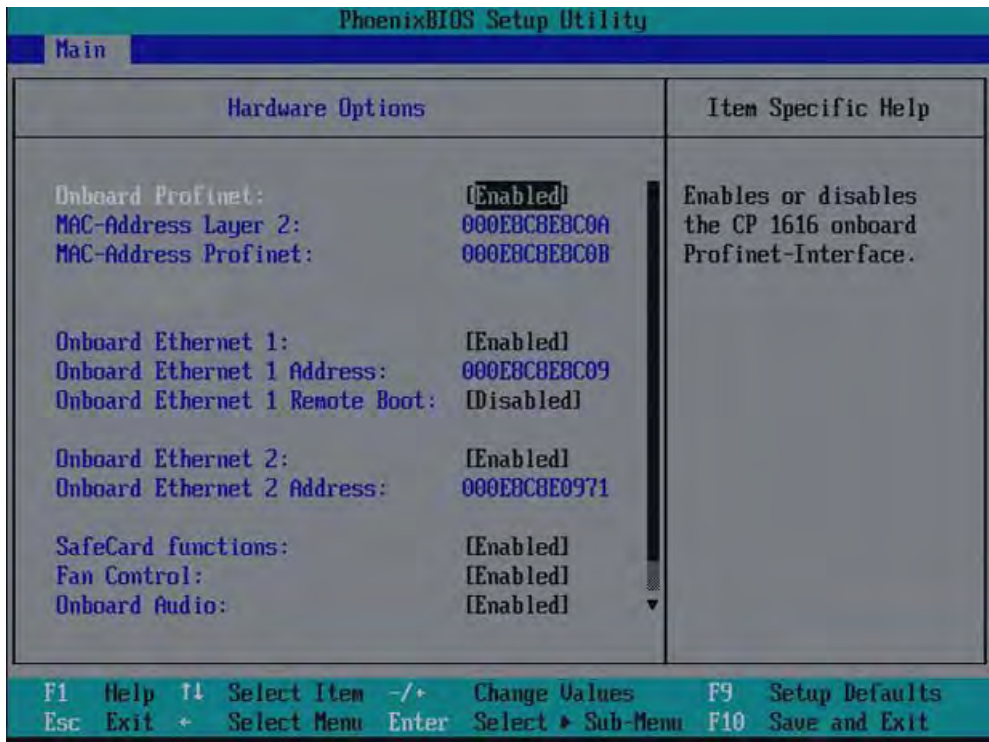 PhoenixBIOS Setup Utility
Main
Hardware Options
Item Specific Help
Onboard Profinet: [Enabled]
MAC-Address Layer 2: 000E8C8E8C0A
MAC-Address Profinet: 000E8C8E8C0B
Onboard Ethernet 1: [Enabled]
Onboard Ethernet 1 Address: 000E8C8E8C09
Onboard Ethernet 1 Remote Boot: [Disabled]
Onboard Ethernet 2: [Enabled]
Onboard Ethernet 2 Address: 000E8C8E0971
SafeCard functions: [Enabled]
Fan Control: [Enabled]
Onboard Audio: [Enabled]
Enables or disables
the CP 1616 onboard
Profinet-Interface.
F1 Help ↑↓ Select Item -/+ Change Values F9 Setup Defaults
Esc Exit ← Select Menu Enter Select ▶ Sub-Menu F10 Save and Exit